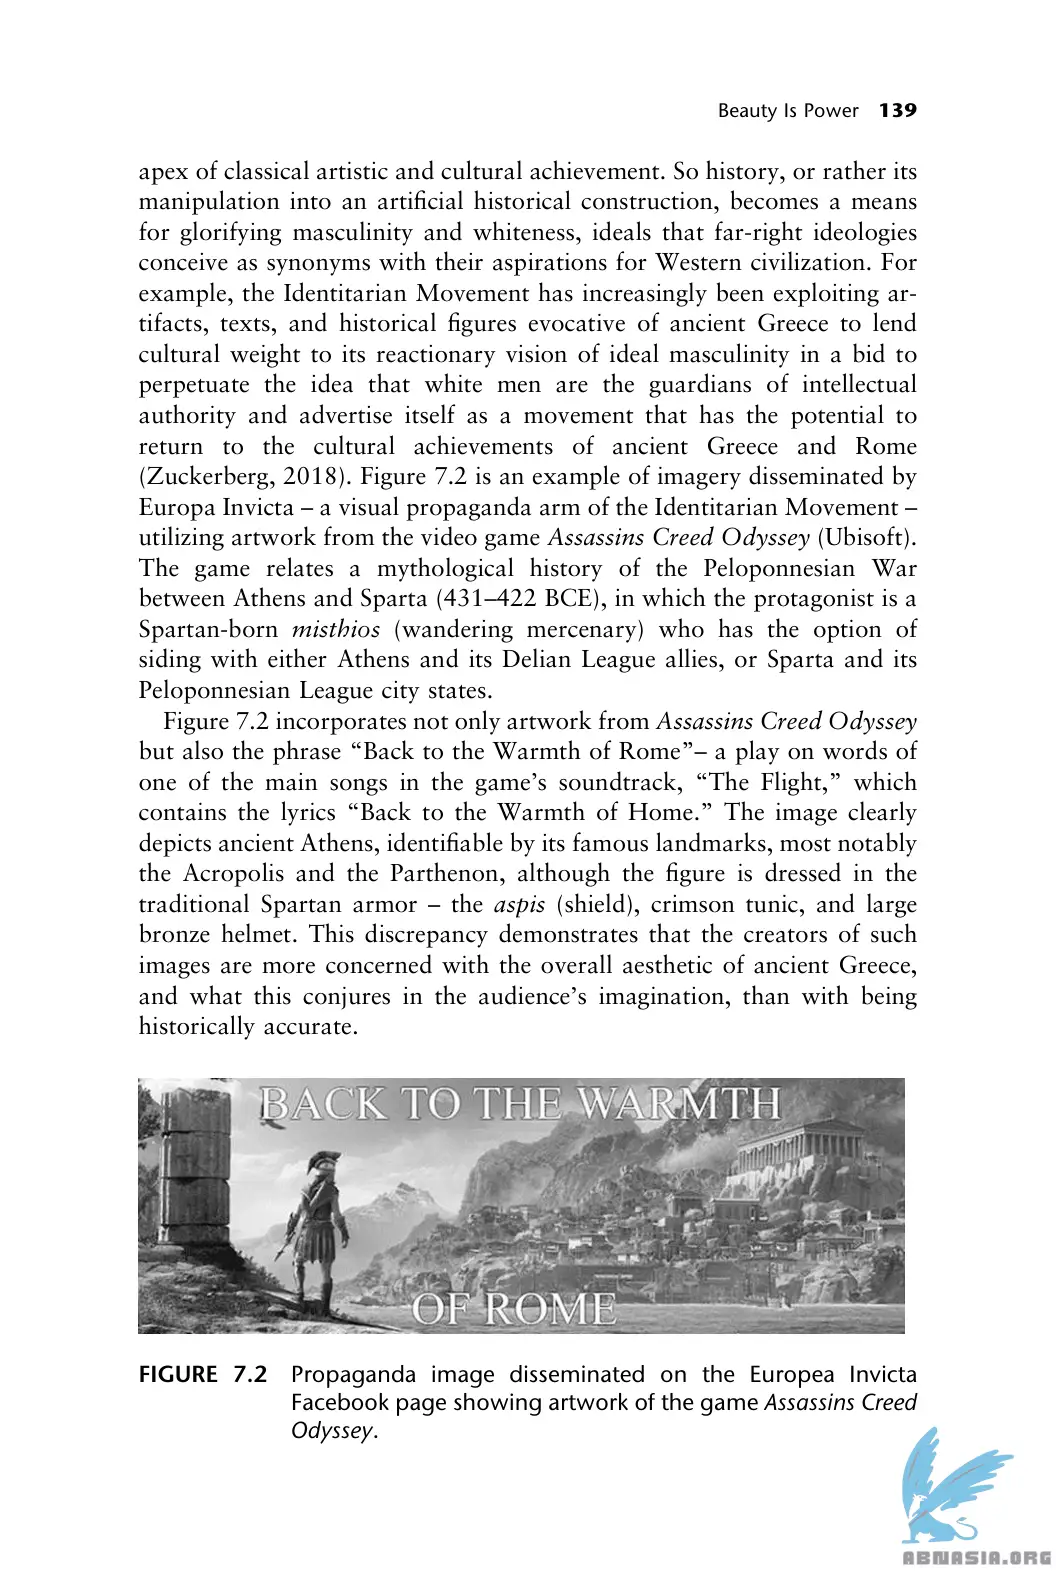 Beauty Is Power 139
apex of classical artistic and cultural achievement. So history, or rather its
manipulation into an artificial historical construction, becomes a means
for glorifying masculinity and whiteness, ideals that far-right ideologies
conceive as synonyms with their aspirations for Western civilization. For
example, the Identitarian Movement has increasingly been exploiting ar-
tifacts, texts, and historical figures evocative of ancient Greece to lend
cultural weight to its reactionary vision of ideal masculinity in a bid to
perpetuate the idea that white men are the guardians of intellectual
authority and advertise itself as a movement that has the potential to
return to the cultural achievements of ancient Greece and Rome
(Zuckerberg, 2018). Figure 7.2 is an example of imagery disseminated by
Europa Invicta – a visual propaganda arm of the Identitarian Movement –
utilizing artwork from the video game Assassins Creed Odyssey (Ubisoft).
The game relates a mythological history of the Peloponnesian War
between Athens and Sparta (431–422 BCE), in which the protagonist is a
Spartan-born misthios (wandering mercenary) who has the option of
siding with either Athens and its Delian League allies, or Sparta and its
Peloponnesian League city states.
Figure 7.2 incorporates not only artwork from Assassins Creed Odyssey
but also the phrase “Back to the Warmth of Rome”– a play on words of
one of the main songs in the game’s soundtrack, “The Flight,” which
contains the lyrics “Back to the Warmth of Home.” The image clearly
depicts ancient Athens, identifiable by its famous landmarks, most notably
the Acropolis and the Parthenon, although the figure is dressed in the
traditional Spartan armor – the aspis (shield), crimson tunic, and large
bronze helmet. This discrepancy demonstrates that the creators of such
images are more concerned with the overall aesthetic of ancient Greece,
and what this conjures in the audience’s imagination, than with being
historically accurate.
BACK TO THE WARMTH
OF ROME
FIGURE 7.2 Propaganda image disseminated on the Europea Invicta
Facebook page showing artwork of the game Assassins Creed
Odyssey.
ABNASIA.ORG